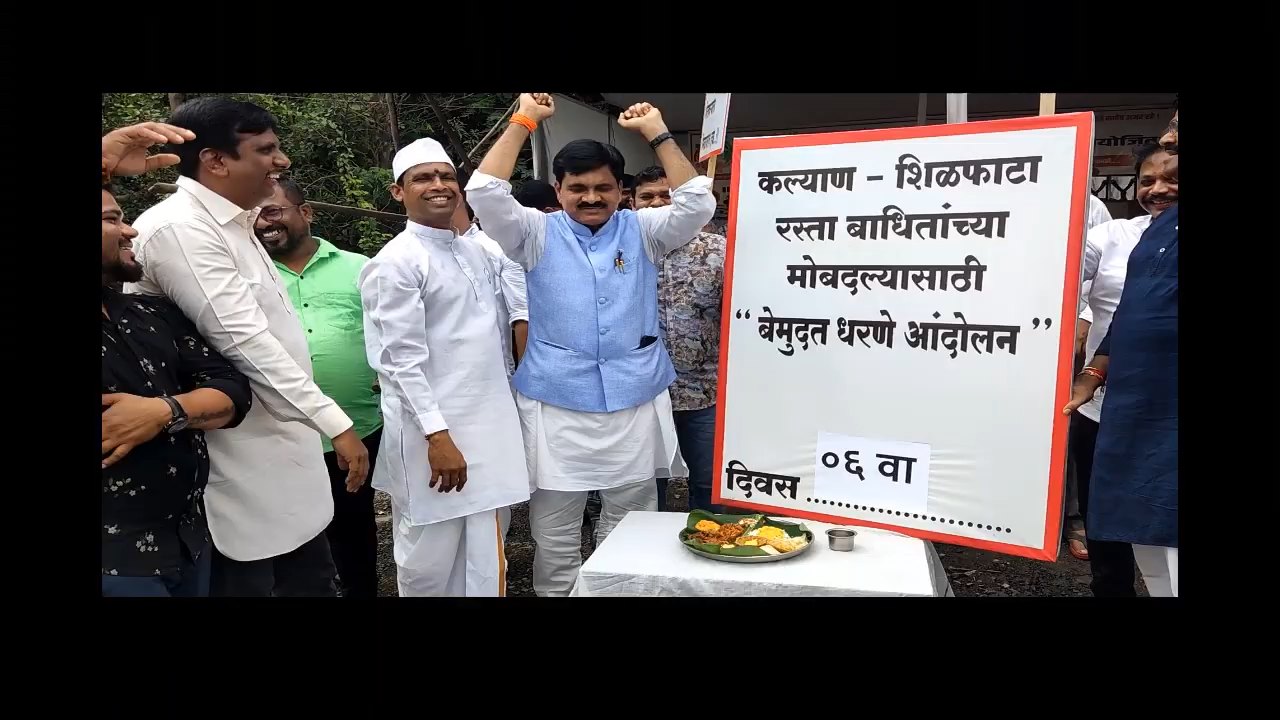 कल्याण – शिळफाटा
रस्ता बाधितांच्या
मोबदल्यासाठी
“ बेमुदत धरणे आंदोलन ”
दिवस ०६ वा